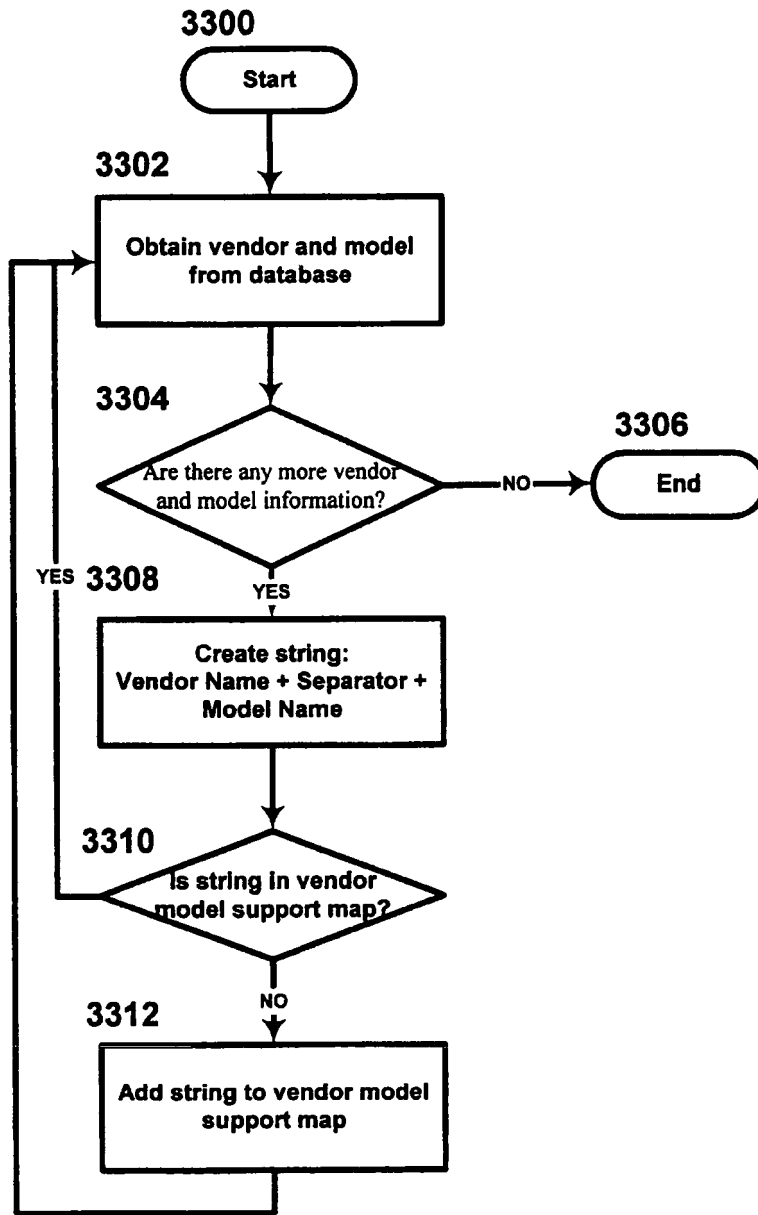 3300
Start
3302
Obtain vendor and model
from database
3304
Are there any more vendor
and model information?
NO
3306
End
YES
3308
YES
Create string:
Vendor Name + Separator +
Model Name
3310
Is string in vendor
model support map?
NO
3312
Add string to vendor model
support map